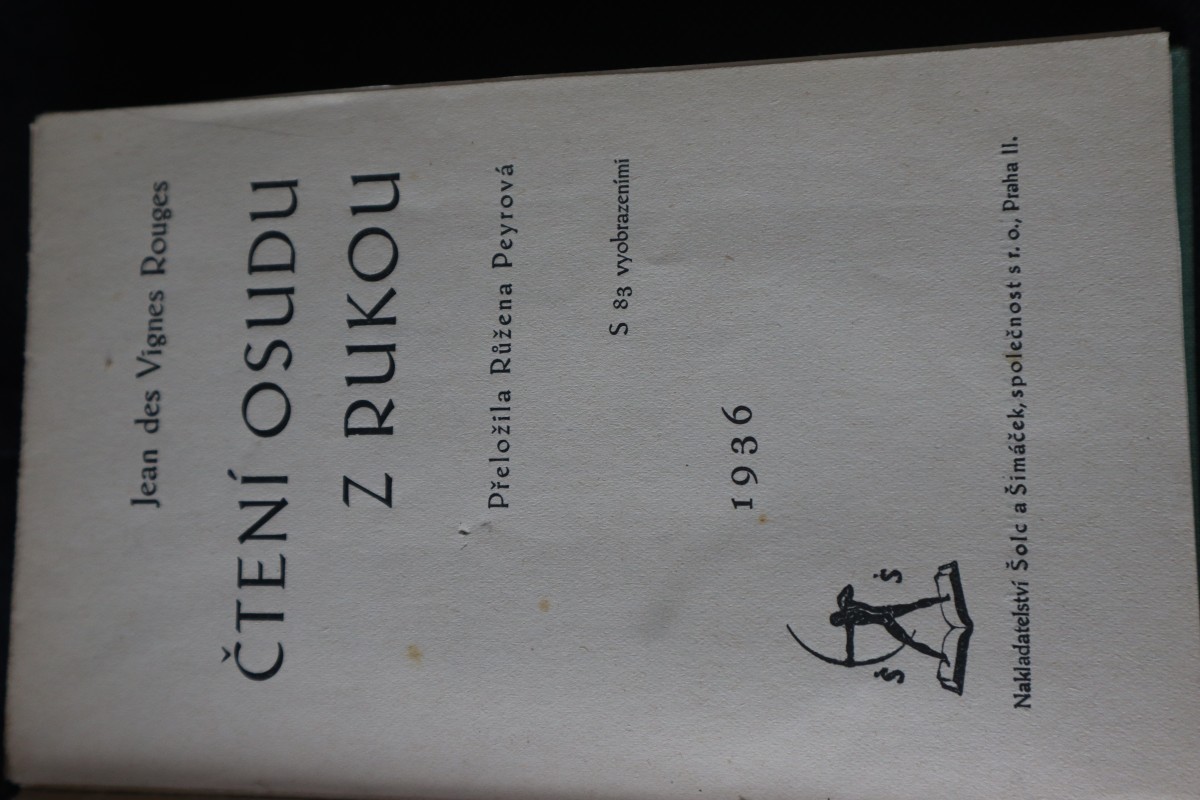 Jean des Vignes Rouges
ČTENÍ OSUDU
Z RUKOU
Přeložila Růžena Peyrová
S 83 vyobrazeními
1936
Š Š
Nakladatelství Šolc a Šimáček, společnost s r. o., Praha II.